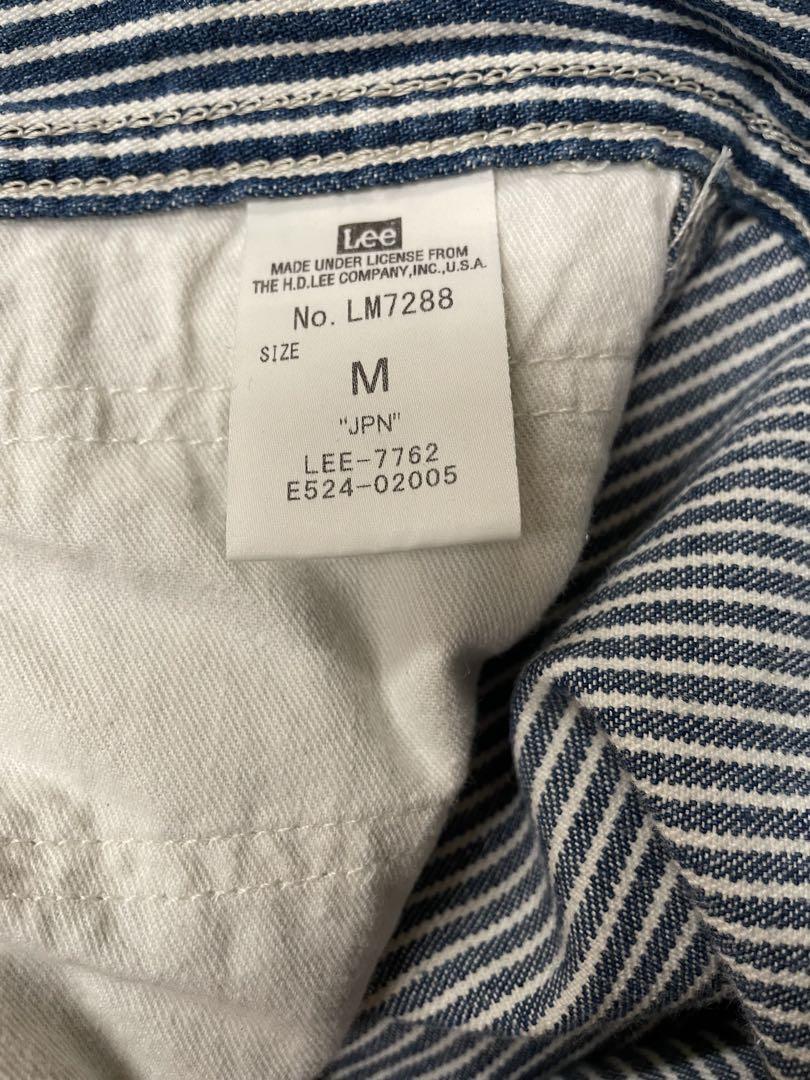 Lee
MADE UNDER LICENSE FROM
THE H.D.LEE COMPANY,INC.,U.S.A.
No. LM7288
SIZE
M
"JPN"
LEE-7762
E524-02005